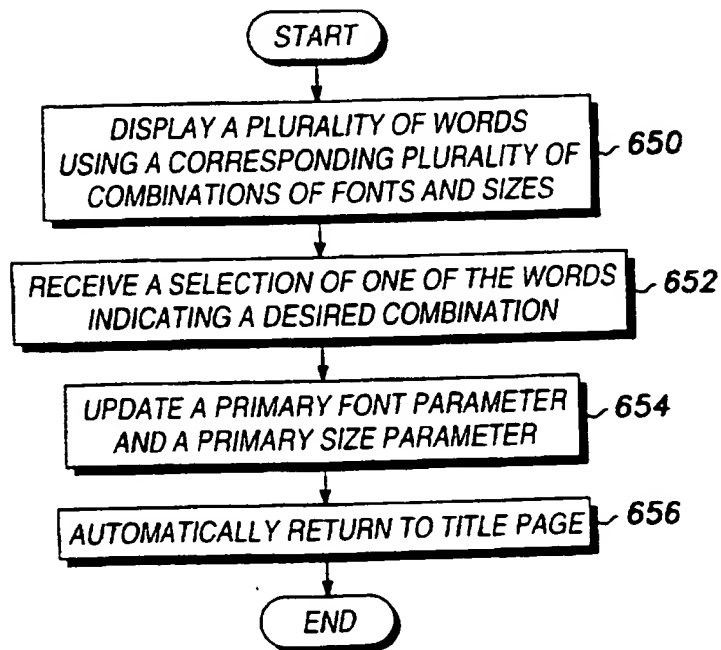 START
DISPLAY A PLURALITY OF WORDS
USING A CORRESPONDING PLURALITY OF
COMBINATIONS OF FONTS AND SIZES
650
RECEIVE A SELECTION OF ONE OF THE WORDS
INDICATING A DESIRED COMBINATION
652
UPDATE A PRIMARY FONT PARAMETER
AND A PRIMARY SIZE PARAMETER
654
AUTOMATICALLY RETURN TO TITLE PAGE
656
END